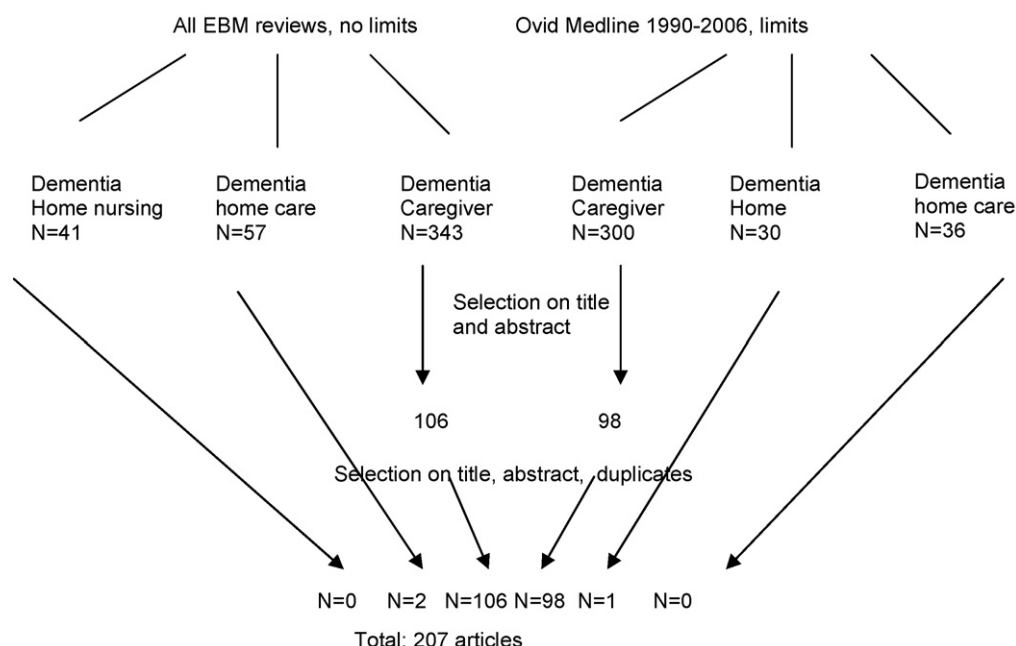 All EBM reviews, no limits
Ovid Medline 1990-2006, limits
Dementia
Home nursing
N=41
Dementia
home care
N=57
Dementia
Caregiver
N=343
Dementia
Caregiver
N=300
Dementia
Home
N=30
Dementia
home care
N=36
Selection on title
and abstract
106
98
Selection on title, abstract, duplicates
N=0 N=2 N=106 N=98 N=1 N=0
Total: 207 articles